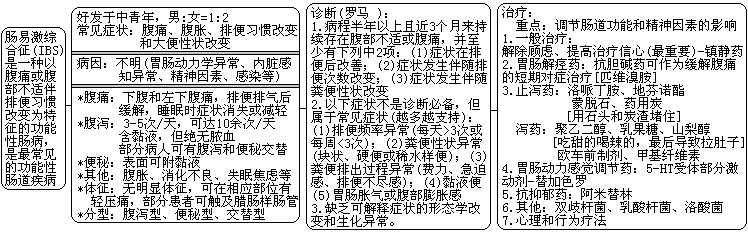 肠易激综
合征(IBS)
是一种以
腹痛或腹
部不适伴
排便习惯
改变为特
征的功能
性肠病,
是最常见
的功能性
肠道疾病
好发于中青年, 男:女=1:2
常见症状: 腹痛、腹胀、排便习惯改变
和大便性状改变
病因: 不明(胃肠动力学异常、内脏感
知异常、精神因素、感染等)
*腹痛: 下腹和左下腹痛, 排便排气后
缓解, 睡眠时症状消失或减轻
*腹泻: 3-5次/天, 可达10余次/天
含黏液, 但绝无脓血
部分病人可有腹泻和便秘交替
*便秘: 表面可附黏液
*其他: 腹胀、消化不良、失眠焦虑等
*体征: 无明显体征, 可在相应部位有
轻压痛, 部分患者可触及腊肠样肠管
*分型: 腹泻型、便秘型、交替型
诊断(罗马 ):
1.病程半年以上且近3个月来持
续存在腹部不适或腹痛, 并至
少有下列中2项: (1)症状在排
便后改善; (2)症状发生伴随排
便次数改变; (3)症状发生伴随
粪便性状改变
2.以下症状不是诊断必备, 但
属于常见症状(越多越支持):
(1)排便频率异常(每天>3次或
每周<3次); (2)粪便性状异常
(块状、硬便或稀水样便); (3)
粪便排出过程异常(费力、急迫
感、排便不尽感); (4)黏液便
(5)胃肠胀气或腹部膨胀感
3.缺乏可解释症状的形态学改
变和生化异常。
治疗:
重点: 调节肠道功能和精神因素的影响
1.一般治疗:
解除顾虑、提高治疗信心(最重要)-镇静药
2.胃肠解痉药: 抗胆碱药可作为缓解腹痛
的短期对症治疗[匹维溴胺]
3.止泻药: 洛哌丁胺、地芬诺酯
蒙脱石、药用炭
[用石头和炭渣堵住]
泻药: 聚乙二醇、乳果糖、山梨醇
[吃甜的喝辣的, 最后导致拉肚子]
欧车前制剂、甲基纤维素
4.胃肠动力感觉调节药: 5-HT受体部分激
动剂-替加色罗
5.抗抑郁药: 阿米替林
6.其他: 双歧杆菌、乳酸杆菌、洛酸菌
7.心理和行为疗法